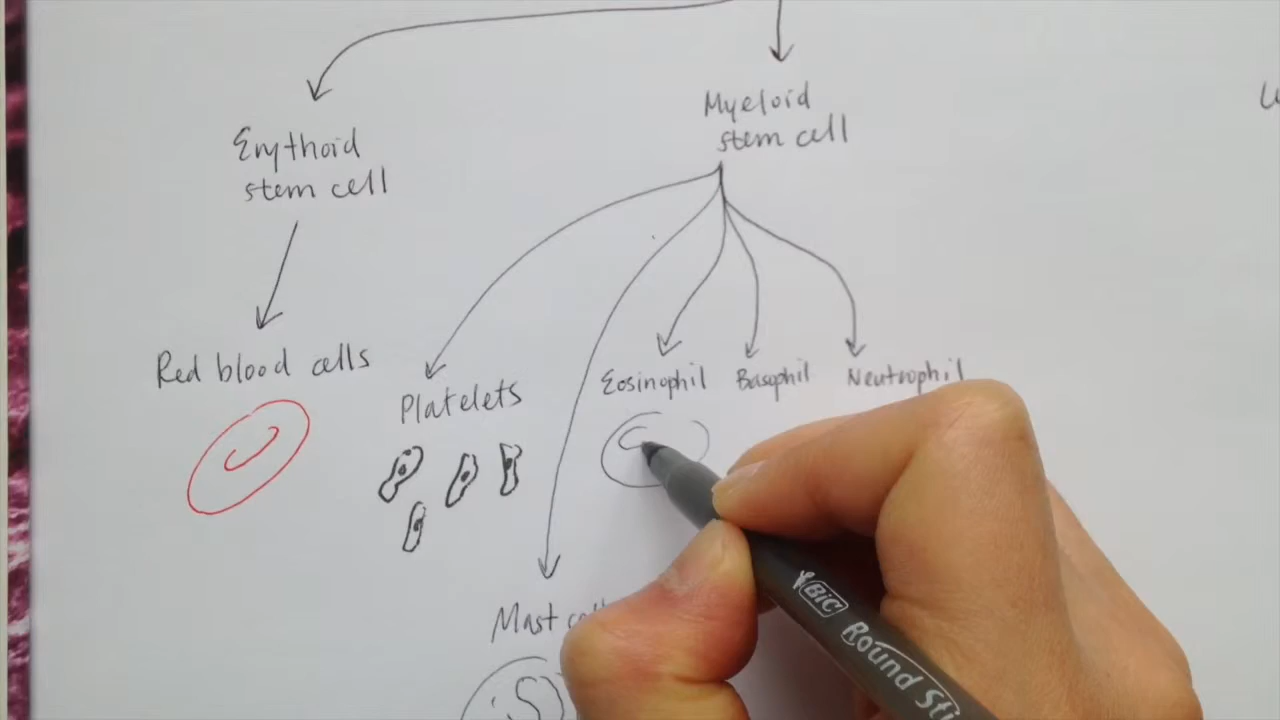 Myeloid
stem cell
Erythoid
stem cell
Red blood cells
Platelets
Eosinophil
Basophil
Neutrophil
Mast
BIC Round Sti